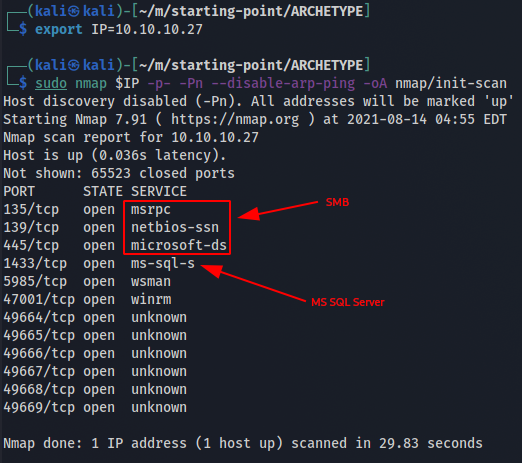 ┌──(kali㉿kali)-[~/m/starting-point/ARCHETYPE]
└─$ export IP=10.10.10.27
┌──(kali㉿kali)-[~/m/starting-point/ARCHETYPE]
└─$ sudo nmap $IP -p- -Pn --disable-arp-ping -oA nmap/init-scan
Host discovery disabled (-Pn). All addresses will be marked 'up'
Starting Nmap 7.91 ( https://nmap.org ) at 2021-08-14 04:55 EDT
Nmap scan report for 10.10.10.27
Host is up (0.036s latency).
Not shown: 65523 closed ports
PORT      STATE SERVICE
135/tcp   open  msrpc
SMB
139/tcp   open  netbios-ssn
445/tcp   open  microsoft-ds
1433/tcp  open  ms-sql-s
5985/tcp  open  wsman
47001/tcp open  winrm
MS SQL Server
49664/tcp open  unknown
49665/tcp open  unknown
49666/tcp open  unknown
49667/tcp open  unknown
49668/tcp open  unknown
49669/tcp open  unknown
Nmap done: 1 IP address (1 host up) scanned in 29.83 seconds